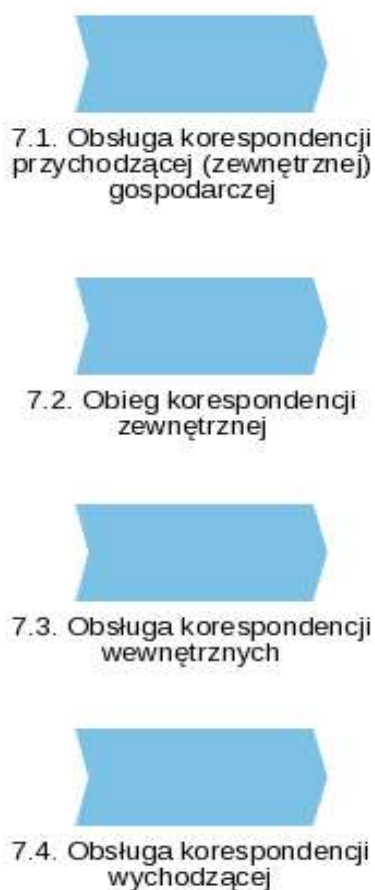 7.1. Obsługa korespondencji
przychodzącej (zewnętrznej)
gospodarczej
7.2. Obieg korespondencji
zewnętrznej
7.3. Obsługa korespondencji
wewnętrznych
7.4. Obsługa korespondencji
wychodzącej